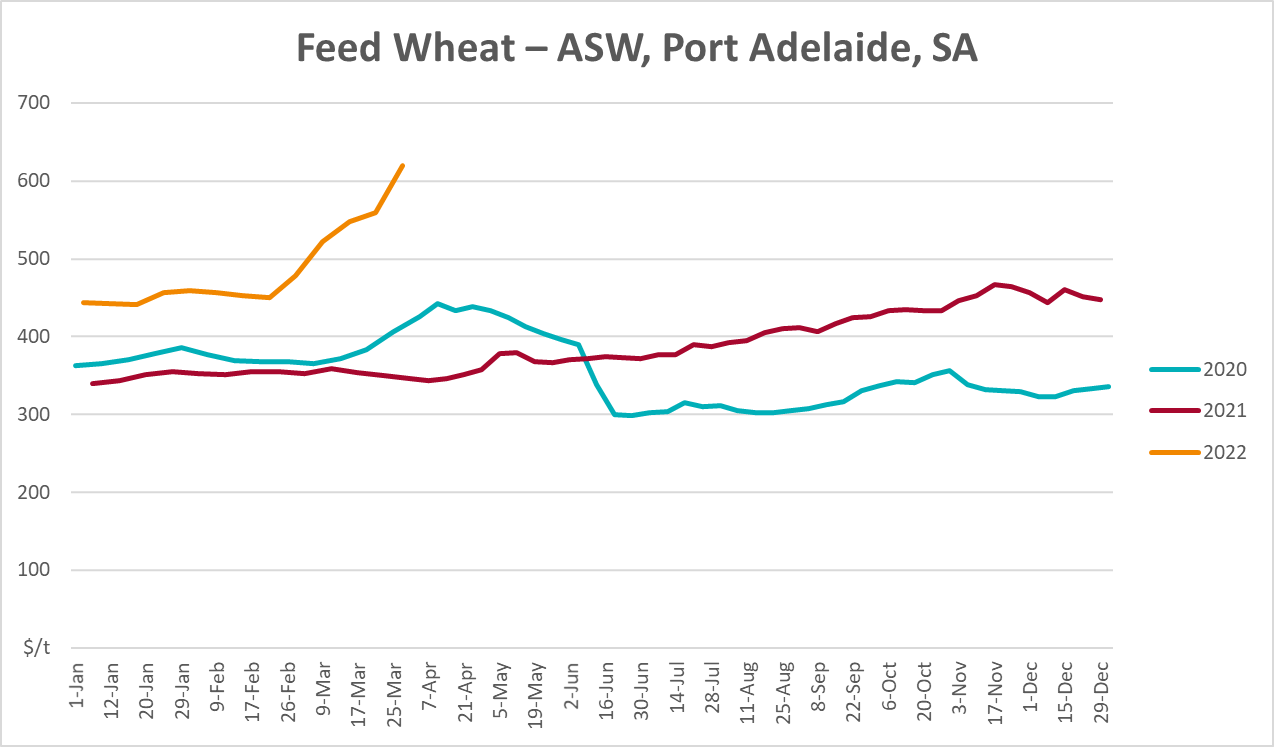 Feed Wheat – ASW, Port Adelaide, SA
700
600
500
400
300
200
100
$/t
1-Jan
12-Jan
20-Jan
29-Jan
9-Feb
17-Feb
26-Feb
9-Mar
17-Mar
25-Mar
7-Apr
21-Apr
5-May
19-May
2-Jun
16-Jun
30-Jun
14-Jul
28-Jul
11-Aug
25-Aug
8-Sep
22-Sep
6-Oct
20-Oct
3-Nov
17-Nov
1-Dec
15-Dec
29-Dec
2020
2021
2022